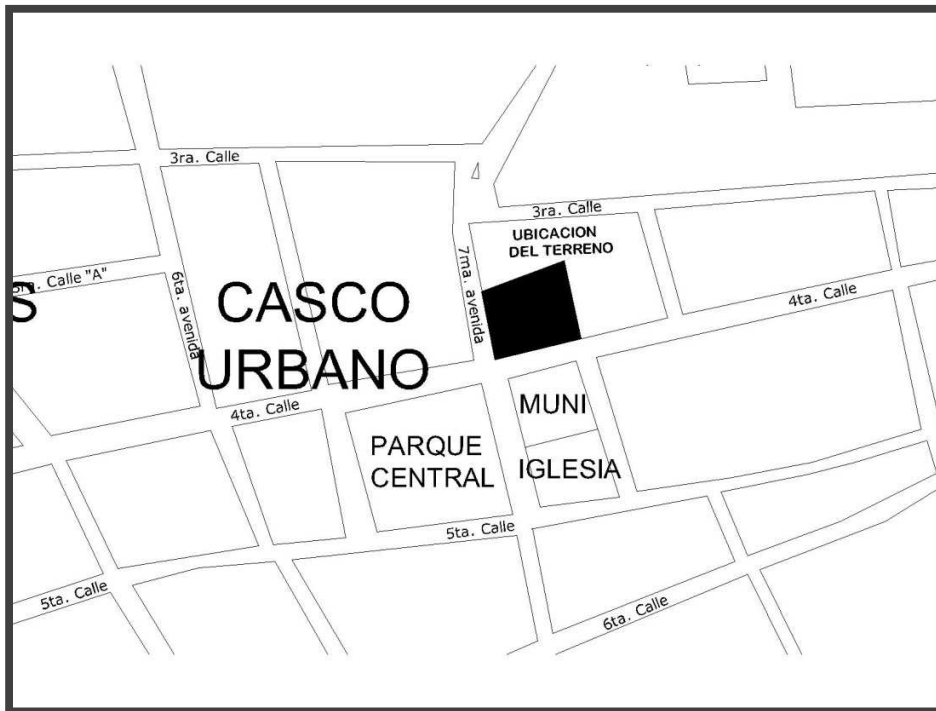 3ra. Calle
3ra. Calle
UBICACION
DEL TERRENO
7ma. avenida
Calle "A"
6ta. avenida
S
CASCO
URBANO
4ta. Calle
4ta. Calle
MUNI
PARQUE
CENTRAL
IGLESIA
5ta. Calle
5ta. Calle
6ta. Calle